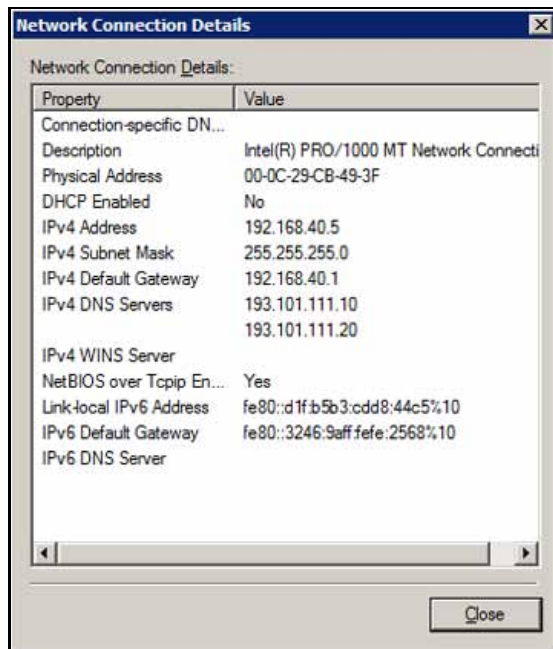 Network Connection Details
Network Connection Details:
Property Value
Connection-specific DN...
Description Intel(R) PRO/1000 MT Network Connecti
Physical Address 00-0C-29-CB-49-3F
DHCP Enabled No
IPv4 Address 192.168.40.5
IPv4 Subnet Mask 255.255.255.0
IPv4 Default Gateway 192.168.40.1
IPv4 DNS Servers 193.101.111.10
193.101.111.20
IPv4 WINS Server
NetBIOS over Tcpip En... Yes
Link-local IPv6 Address fe80::d1f:b5b3:cdd8:44c5%10
IPv6 Default Gateway fe80::3246:9aff:fefe:2568%10
IPv6 DNS Server
Close